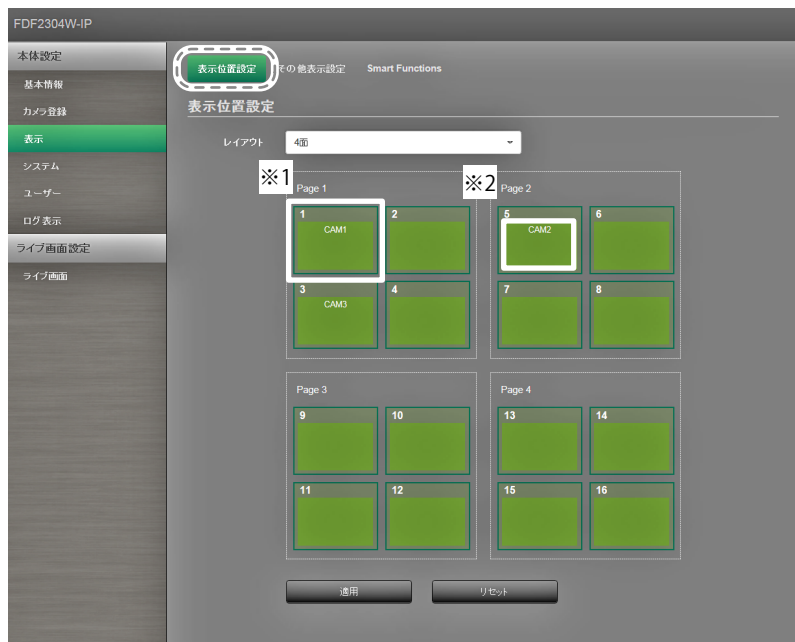 FDF2304W-IP
本体設定
基本情報
カメラ登録
表示
システム
ユーザー
ログ表示
ライブ画面設定
ライブ画面
表示位置設定 その他表示設定 Smart Functions
表示位置設定
レイアウト 4面
※1 ※2
Page 1 Page 2
1 2 5 6
CAM1 CAM2
3 4 7 8
CAM3
Page 3 Page 4
9 10 13 14
11 12 15 16
適用 リセット